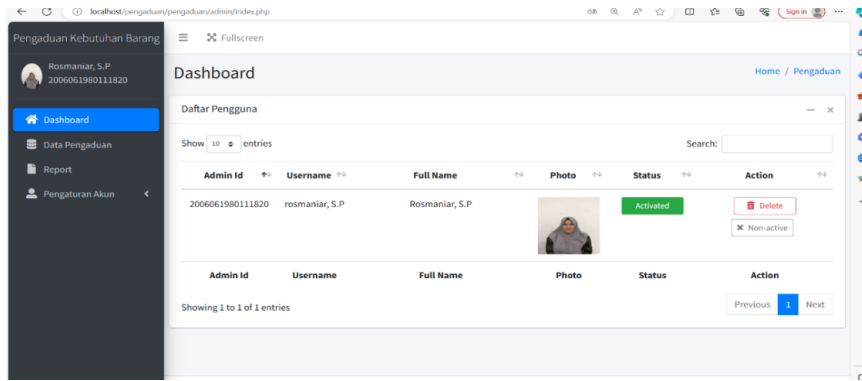 localhost/pengaduan/pengaduan/admin/index.php
Sign in
Pengaduan Kebutuhan Barang
Fullscreen
Rosmaniar, S.P
2006061980111820
Dashboard
Home / Pengaduan
Dashboard
Data Pengaduan
Report
Pengaturan Akun
Daftar Pengguna
Show 10 entries
Search:
Admin Id Username Full Name Photo Status Action
2006061980111820 rosmaniar, S.P Rosmaniar, S.P Activated Delete
Non-active
Admin Id Username Full Name Photo Status Action
Showing 1 to 1 of 1 entries
Previous 1 Next